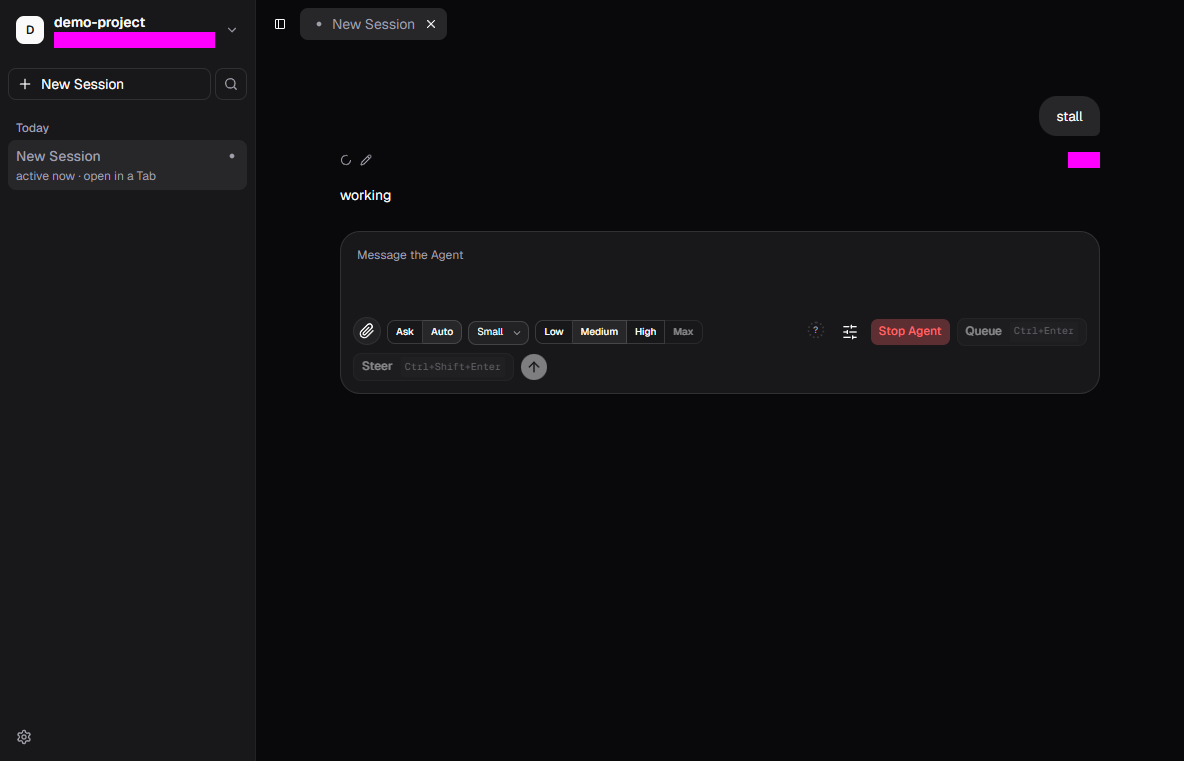 D
demo-project
New Session
New Session
Today
New Session
active now · open in a Tab
stall
working
Message the Agent
Ask Auto Small Low Medium High Max ? Stop Agent Queue Ctrl+Enter
Steer Ctrl+Shift+Enter